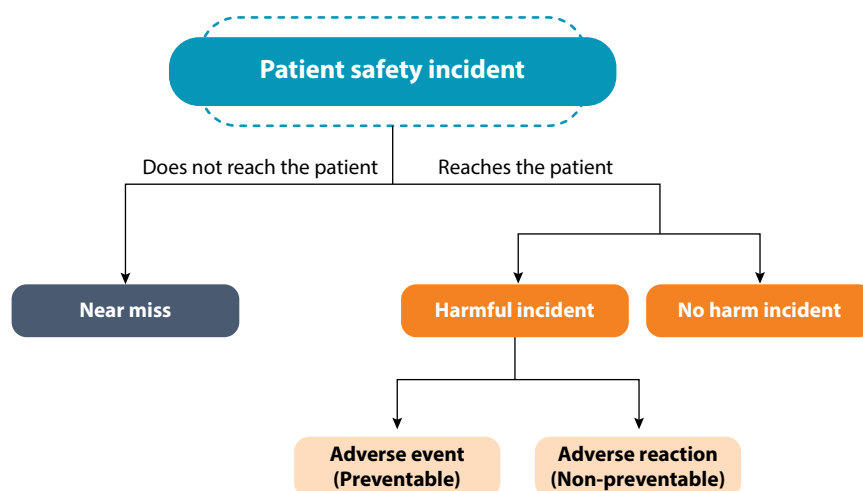 Patient safety incident
Does not reach the patient
Reaches the patient
Near miss
Harmful incident
No harm incident
Adverse event
(Preventable)
Adverse reaction
(Non-preventable)